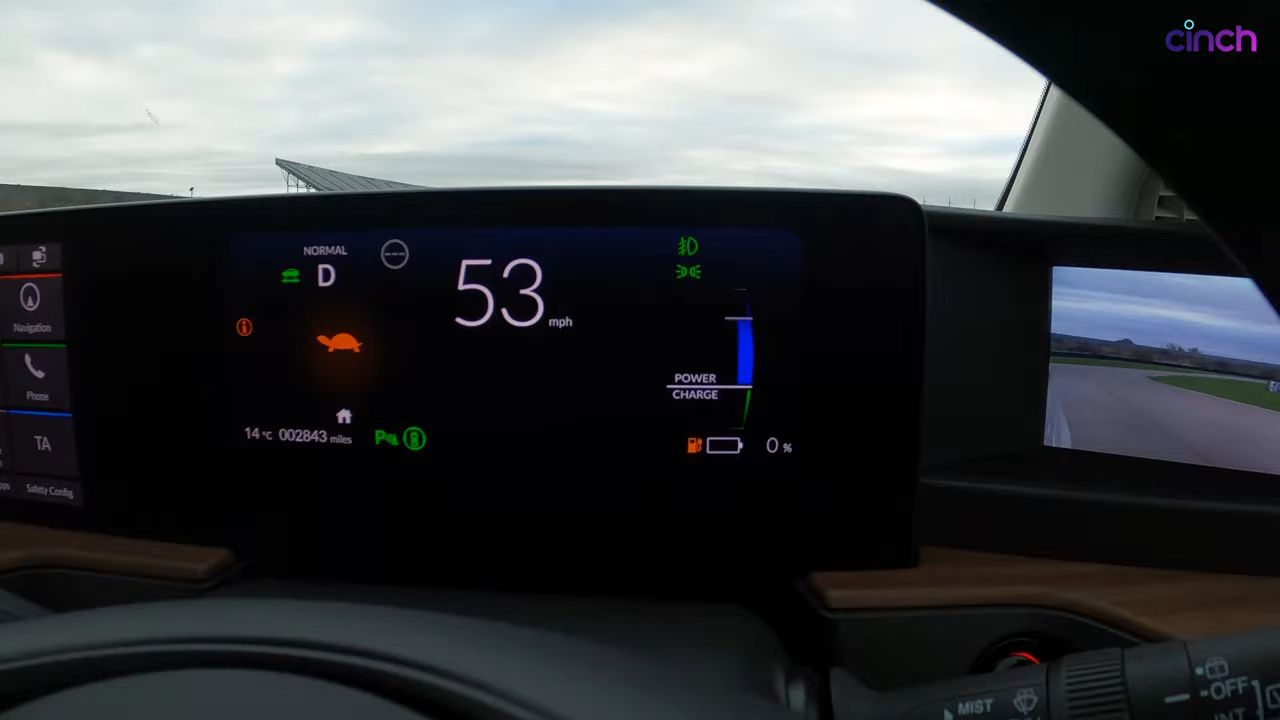 cinch
NORMAL
D
53 mph
Navigation
Phone
TA
Safety Config
POWER
CHARGE
14°C 002843 miles
P
0 %
MIST
OFF